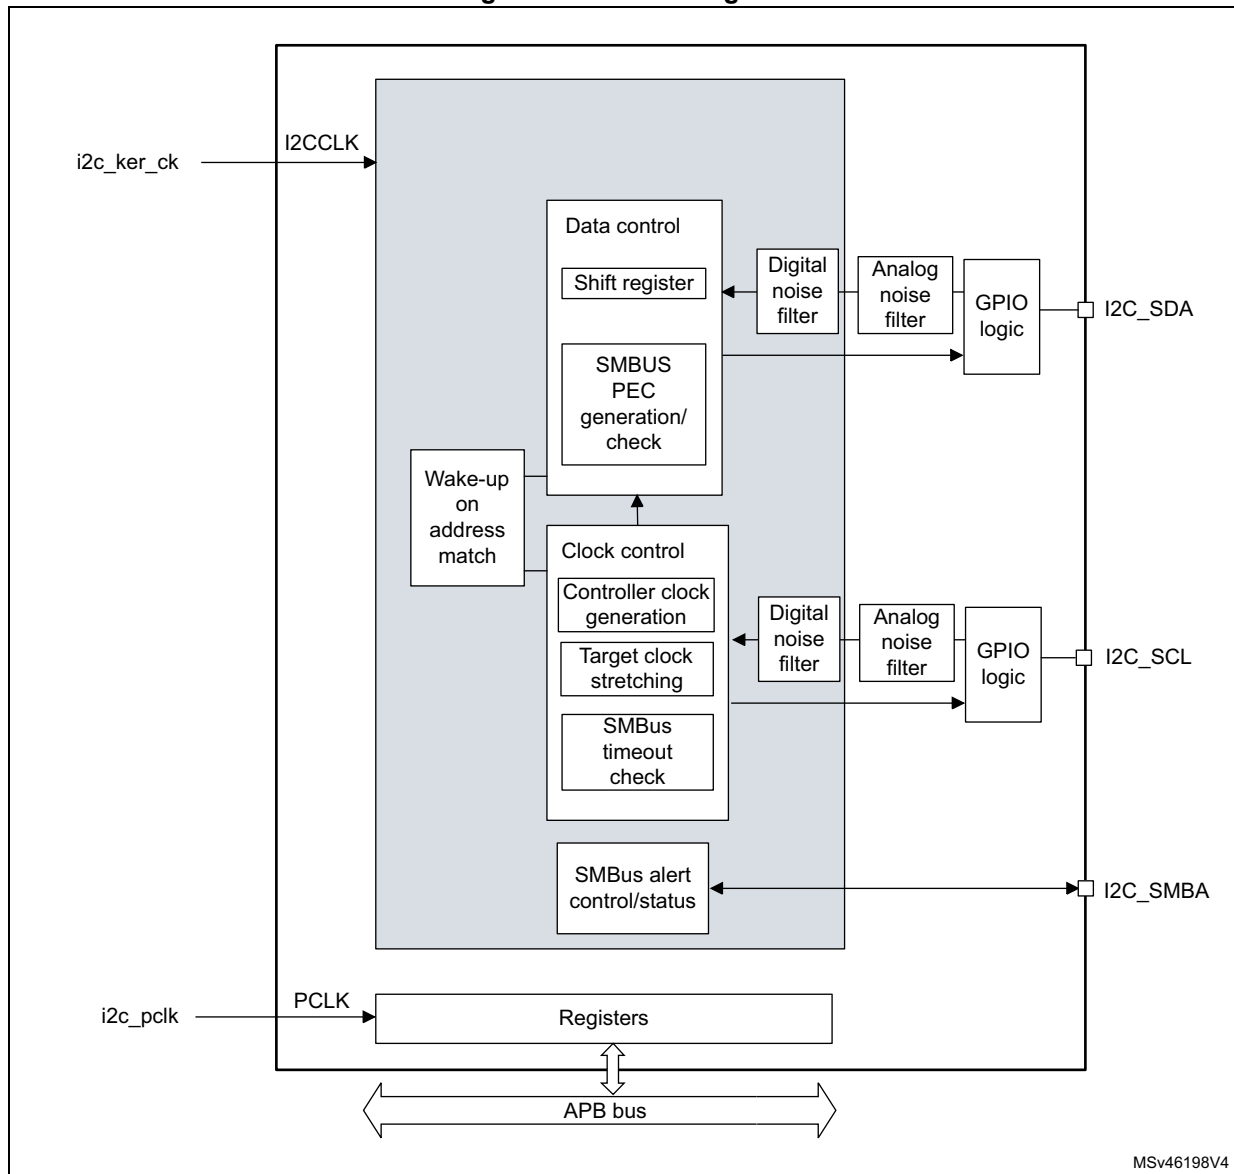 I2CCLK
i2c_ker_ck
Data control
Shift register
SMBUS
PEC
generation/
check
Digital
noise
filter
Analog
noise
filter
GPIO
logic
I2C_SDA
Wake-up
on
address
match
Clock control
Controller clock
generation
Target clock
stretching
SMBus
timeout
check
Digital
noise
filter
Analog
noise
filter
GPIO
logic
I2C_SCL
SMBus alert
control/status
I2C_SMBA
PCLK
i2c_pclk
Registers
APB bus
MSv46198V4